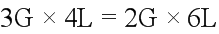 3G × 4L = 2G × 6L